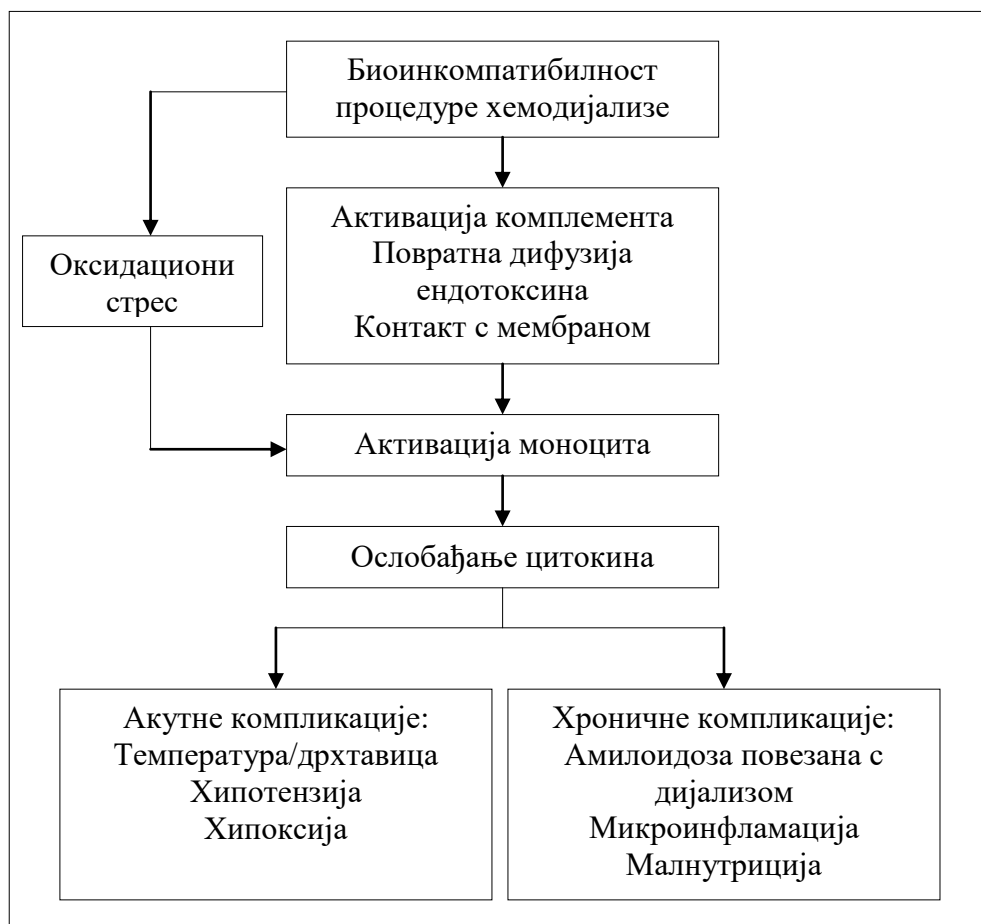 Биоинкомпатибилност
процедуре хемодијализе
Активација комплемента
Повратна дифузија
ендотоксина
Контакт с мембраном
Оксидациони
стрес
Активација моноцита
Ослобађање цитокина
Акутне компликације:
Температура/дрхтавица
Хипотензија
Хипоксија
Хроничне компликације:
Амилоидоза повезана с
дијализом
Микроинфламација
Малнутриција